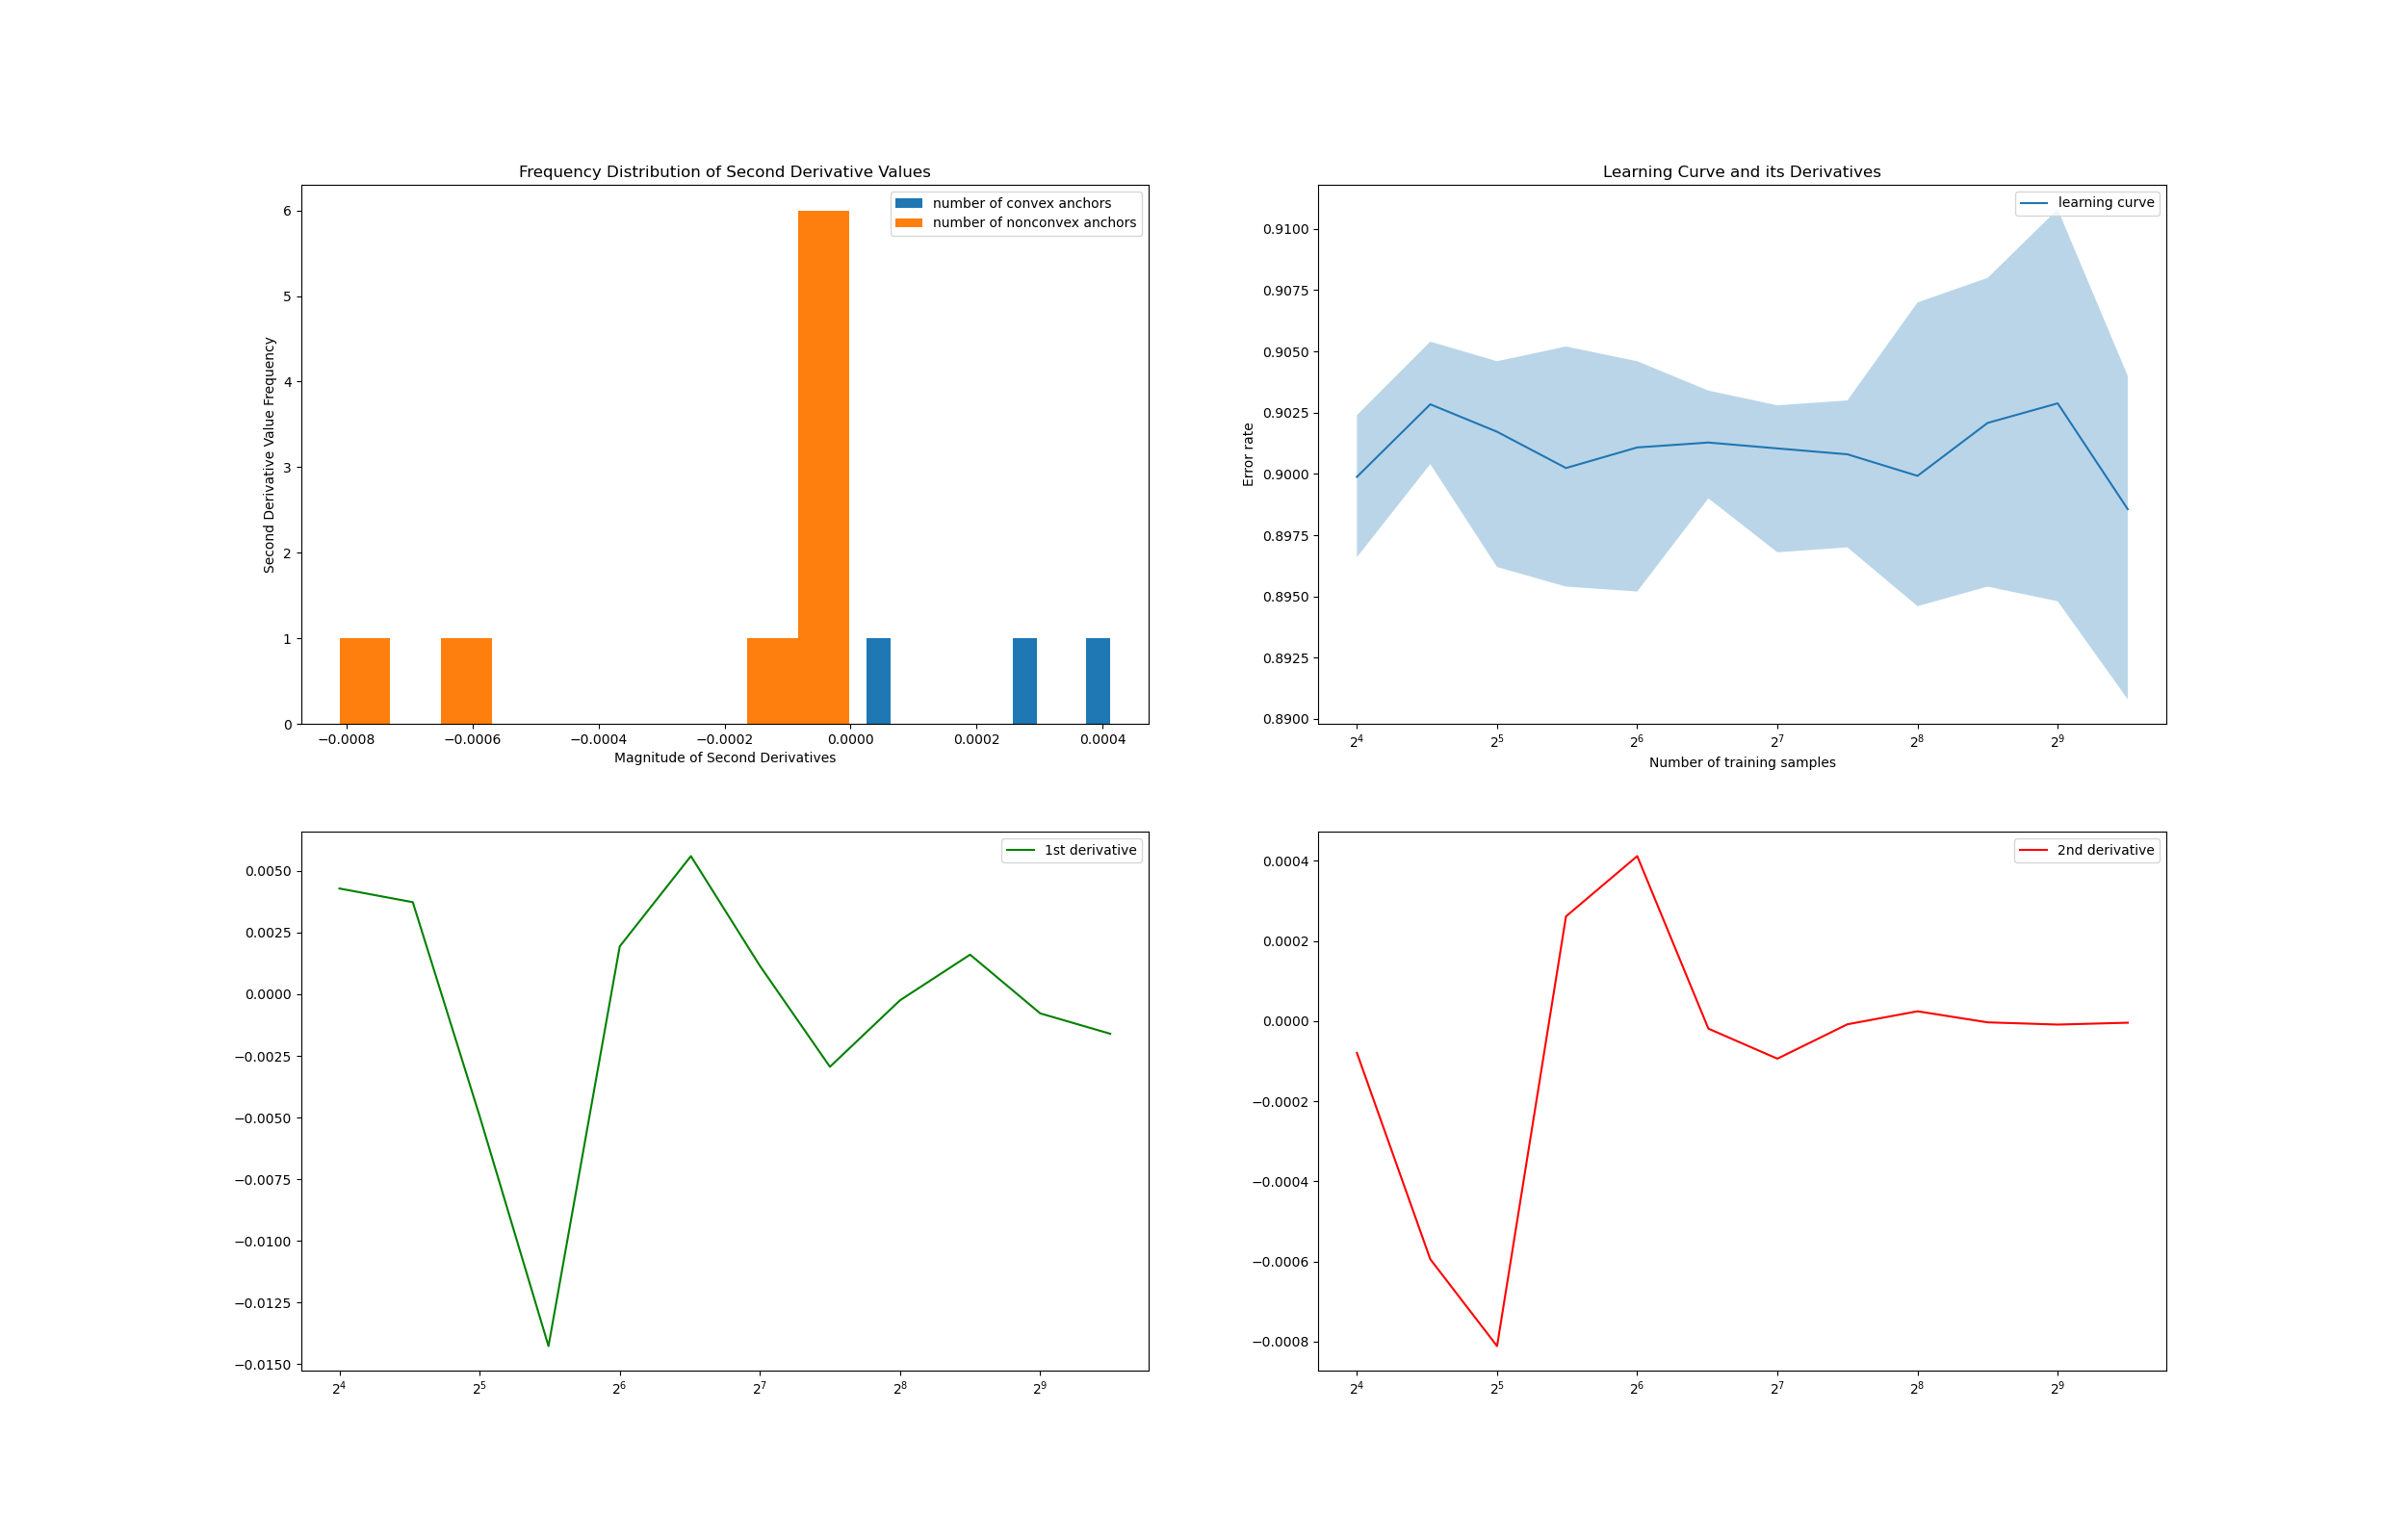 Frequency Distribution of Second Derivative Values
number of convex anchors
number of nonconvex anchors
6
5
4
3
2
1
0
Second Derivative Value Frequency
−0.0008 −0.0006 −0.0004 −0.0002 0.0000 0.0002 0.0004
Magnitude of Second Derivatives
Learning Curve and its Derivatives
learning curve
0.9100
0.9075
0.9050
0.9025
0.9000
0.8975
0.8950
0.8925
0.8900
Error rate
2⁴ 2⁵ 2⁶ 2⁷ 2⁸ 2⁹
Number of training samples
1st derivative
0.0050
0.0025
0.0000
−0.0025
−0.0050
−0.0075
−0.0100
−0.0125
−0.0150
2⁴ 2⁵ 2⁶ 2⁷ 2⁸ 2⁹
2nd derivative
0.0004
0.0002
0.0000
−0.0002
−0.0004
−0.0006
−0.0008
2⁴ 2⁵ 2⁶ 2⁷ 2⁸ 2⁹